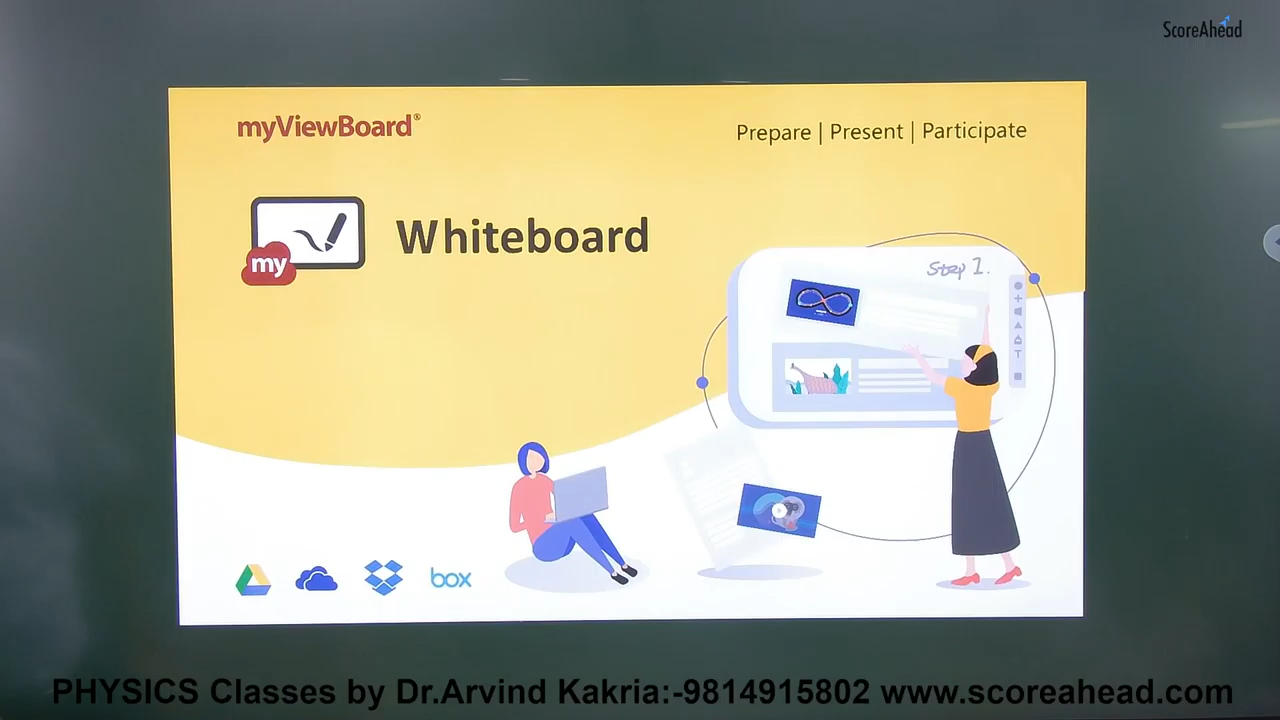 ScoreAhead
myViewBoard®
Prepare | Present | Participate
my
Whiteboard
Step 1.
T
box
PHYSICS Classes by Dr.Arvind Kakria:-9814915802 www.scoreahead.com